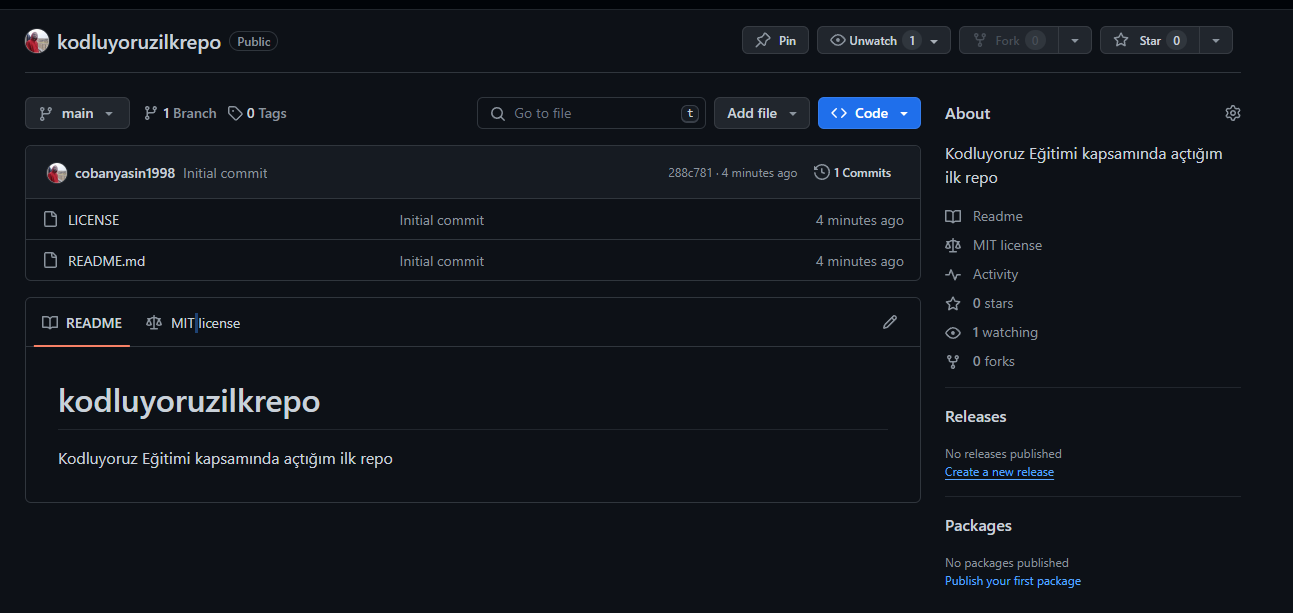 kodluyoruzilkrepo Public Pin Unwatch 1 Fork 0 Star 0
main 1 Branch 0 Tags Go to file t Add file Code
cobanyasin1998 Initial commit 288c781 · 4 minutes ago 1 Commits
LICENSE Initial commit 4 minutes ago
README.md Initial commit 4 minutes ago
README MIT license
kodluyoruzilkrepo
Kodluyoruz Eğitimi kapsamında açtığım ilk repo
About
Kodluyoruz Eğitimi kapsamında açtığım
ilk repo
Readme
MIT license
Activity
0 stars
1 watching
0 forks
Releases
No releases published
Create a new release
Packages
No packages published
Publish your first package